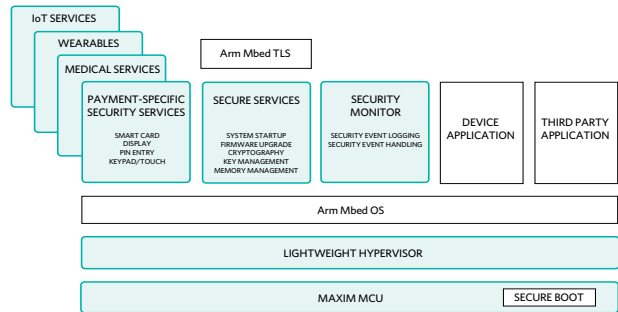 IoT SERVICES
WEARABLES
MEDICAL SERVICES
PAYMENT-SPECIFIC
SECURITY SERVICES
SMART CARD
DISPLAY
PIN ENTRY
KEYPAD/TOUCH
Arm Mbed TLS
SECURE SERVICES
SYSTEM STARTUP
FIRMWARE UPGRADE
CRYPTOGRAPHY
KEY MANAGEMENT
MEMORY MANAGEMENT
SECURITY
MONITOR
SECURITY EVENT LOGGING
SECURITY EVENT HANDLING
DEVICE
APPLICATION
THIRD PARTY
APPLICATION
Arm Mbed OS
LIGHTWEIGHT HYPERVISOR
MAXIM MCU
SECURE BOOT